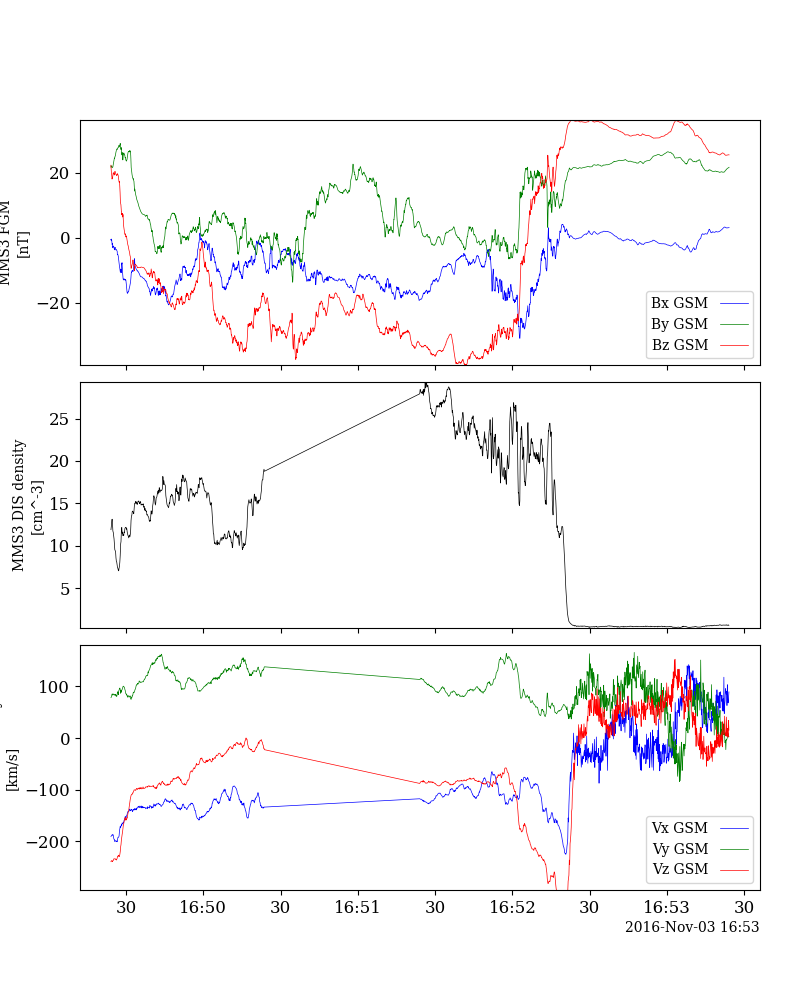 MMS3 FGM
[nT]
20
0
−20
Bx GSM
By GSM
Bz GSM
MMS3 DIS density
[cm^-3]
25
20
15
10
5
[km/s]
100
0
−100
−200
Vx GSM
Vy GSM
Vz GSM
30 16:50 30 16:51 30 16:52 30 16:53 30
2016-Nov-03 16:53